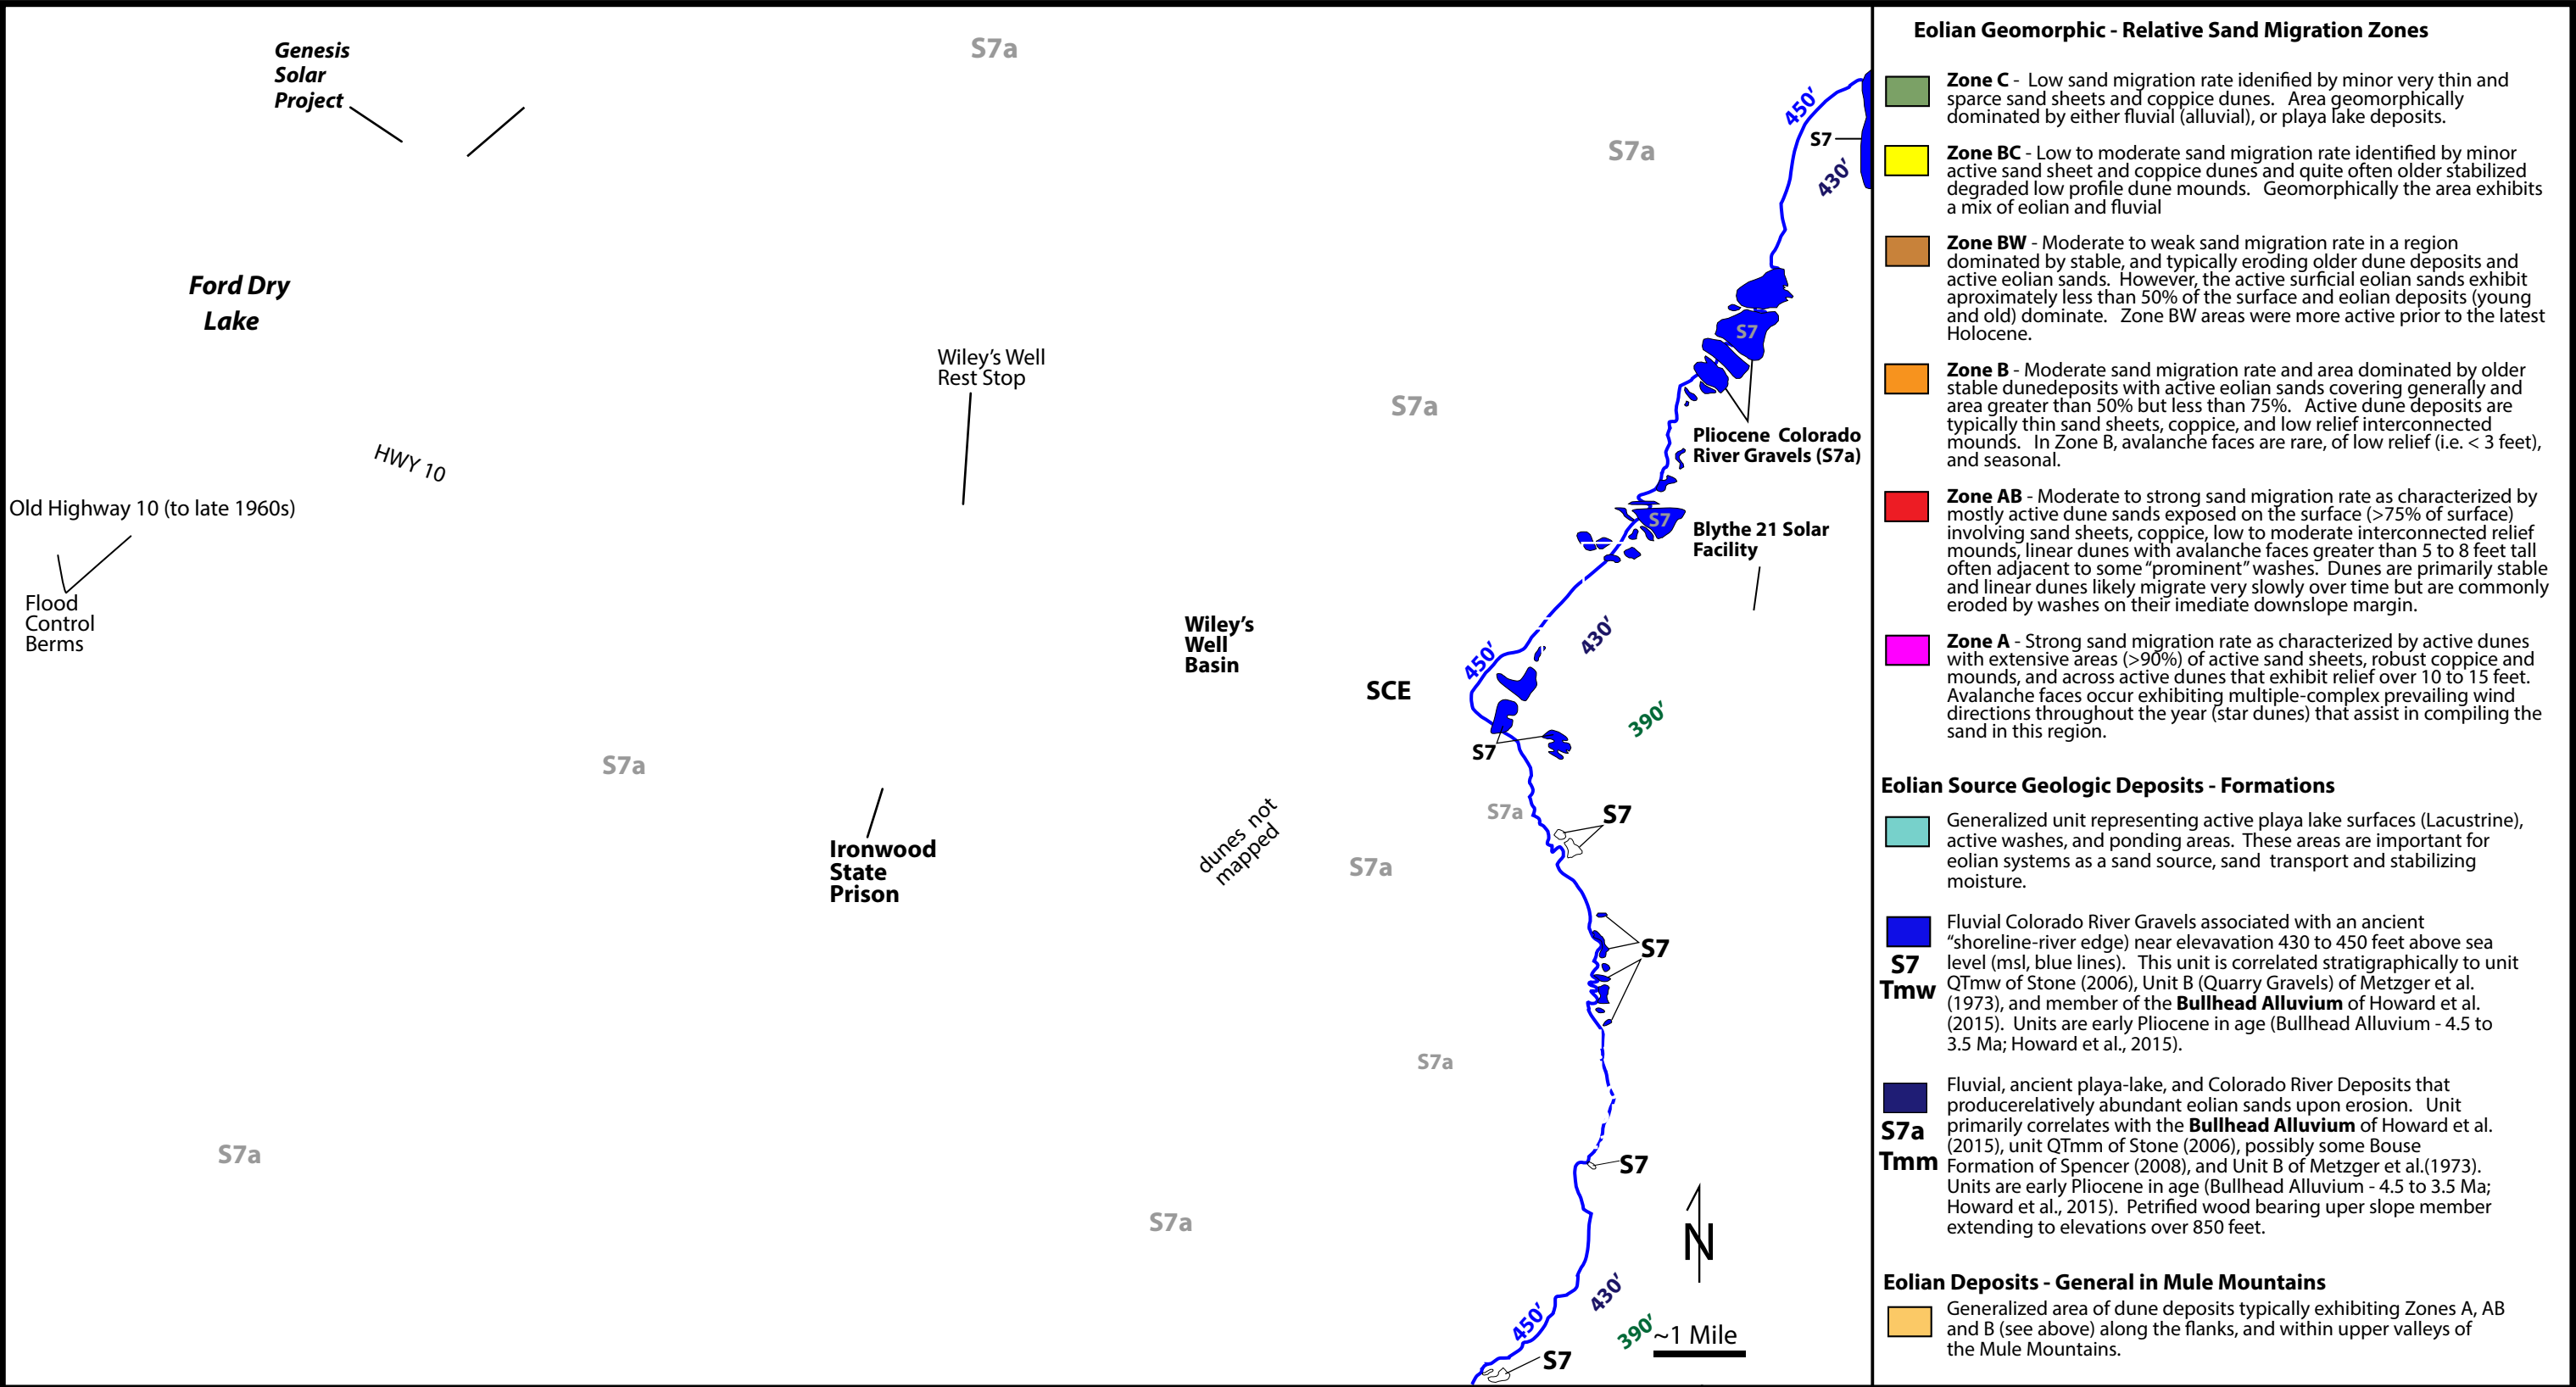 Genesis
Solar
Project
S7a
S7a
450′
S7
430′
Ford Dry
Lake
S7
Wiley's Well
Rest Stop
S7a
Pliocene Colorado
River Gravels (S7a)
HWY 10
Old Highway 10 (to late 1960s)
S7
Blythe 21 Solar
Facility
Flood
Control
Berms
Wiley's
Well
Basin
430′
450′
SCE
390′
S7
S7a
S7a
S7
dunes not
mapped
Ironwood
State
Prison
S7a
S7
S7a
S7a
S7
S7a
N
430′
450′
390′
~1 Mile
S7
Eolian Geomorphic - Relative Sand Migration Zones
Zone C - Low sand migration rate idenified by minor very thin and
sparce sand sheets and coppice dunes. Area geomorphically
dominated by either fluvial (alluvial), or playa lake deposits.
Zone BC - Low to moderate sand migration rate identified by minor
active sand sheet and coppice dunes and quite often older stabilized
degraded low profile dune mounds. Geomorphically the area exhibits
a mix of eolian and fluvial
Zone BW - Moderate to weak sand migration rate in a region
dominated by stable, and typically eroding older dune deposits and
active eolian sands. However, the active surficial eolian sands exhibit
aproximately less than 50% of the surface and eolian deposits (young
and old) dominate. Zone BW areas were more active prior to the latest
Holocene.
Zone B - Moderate sand migration rate and area dominated by older
stable dunedeposits with active eolian sands covering generally and
area greater than 50% but less than 75%. Active dune deposits are
typically thin sand sheets, coppice, and low relief interconnected
mounds. In Zone B, avalanche faces are rare, of low relief (i.e. < 3 feet),
and seasonal.
Zone AB - Moderate to strong sand migration rate as characterized by
mostly active dune sands exposed on the surface (>75% of surface)
involving sand sheets, coppice, low to moderate interconnected relief
mounds, linear dunes with avalanche faces greater than 5 to 8 feet tall
often adjacent to some "prominent" washes. Dunes are primarily stable
and linear dunes likely migrate very slowly over time but are commonly
eroded by washes on their imediate downslope margin.
Zone A - Strong sand migration rate as characterized by active dunes
with extensive areas (>90%) of active sand sheets, robust coppice and
mounds, and across active dunes that exhibit relief over 10 to 15 feet.
Avalanche faces occur exhibiting multiple-complex prevailing wind
directions throughout the year (star dunes) that assist in compiling the
sand in this region.
Eolian Source Geologic Deposits - Formations
Generalized unit representing active playa lake surfaces (Lacustrine),
active washes, and ponding areas. These areas are important for
eolian systems as a sand source, sand transport and stabilizing
moisture.
S7
Tmw
Fluvial Colorado River Gravels associated with an ancient
"shoreline-river edge) near elevavation 430 to 450 feet above sea
level (msl, blue lines). This unit is correlated stratigraphically to unit
QTmw of Stone (2006), Unit B (Quarry Gravels) of Metzger et al.
(1973), and member of the Bullhead Alluvium of Howard et al.
(2015). Units are early Pliocene in age (Bullhead Alluvium - 4.5 to
3.5 Ma; Howard et al., 2015).
S7a
Tmm
Fluvial, ancient playa-lake, and Colorado River Deposits that
producerelatively abundant eolian sands upon erosion. Unit
primarily correlates with the Bullhead Alluvium of Howard et al.
(2015), unit QTmm of Stone (2006), possibly some Bouse
Formation of Spencer (2008), and Unit B of Metzger et al.(1973).
Units are early Pliocene in age (Bullhead Alluvium - 4.5 to 3.5 Ma;
Howard et al., 2015). Petrified wood bearing uper slope member
extending to elevations over 850 feet.
Eolian Deposits - General in Mule Mountains
Generalized area of dune deposits typically exhibiting Zones A, AB
and B (see above) along the flanks, and within upper valleys of
the Mule Mountains.